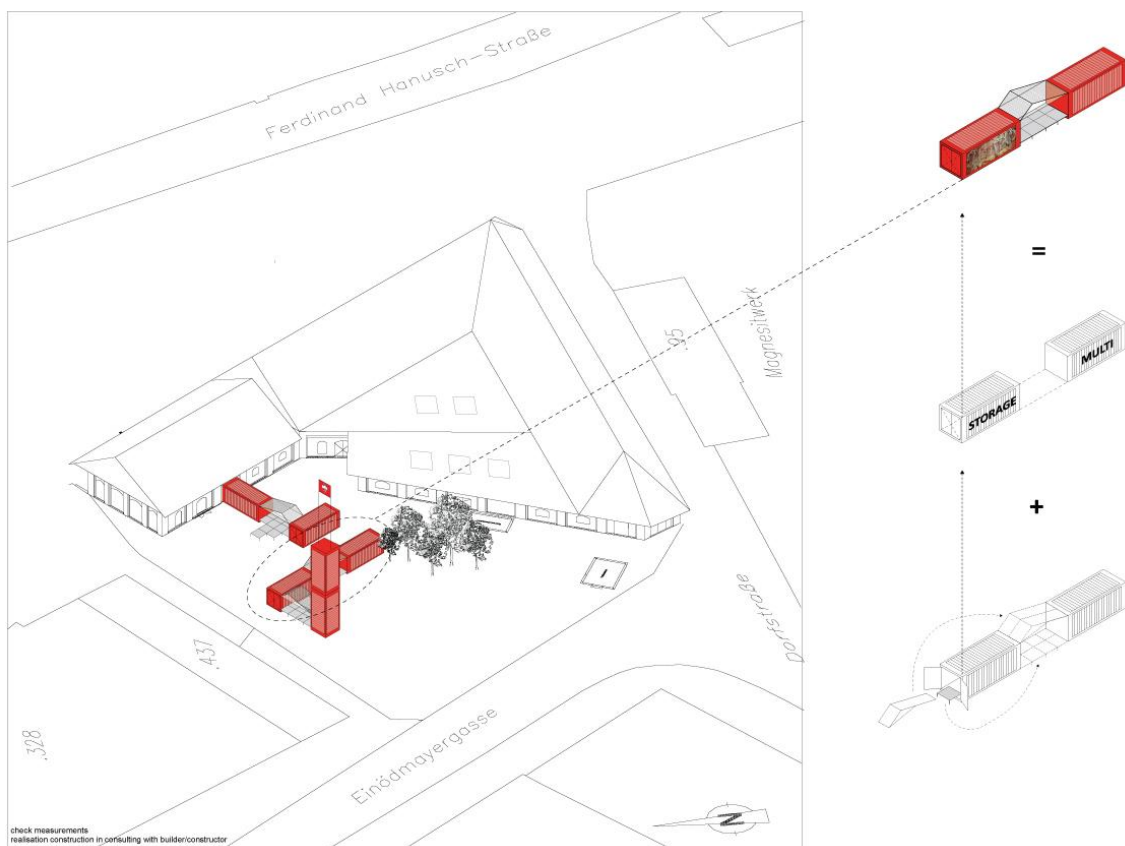 Ferdinand Hanusch-Straße
=
Magnesitwerk
.95
MULTI
STORAGE
+
Dorfstraße
.437
.328
Einödmayergasse
N
check measurements
realisation construction in consulting with builder/constructor